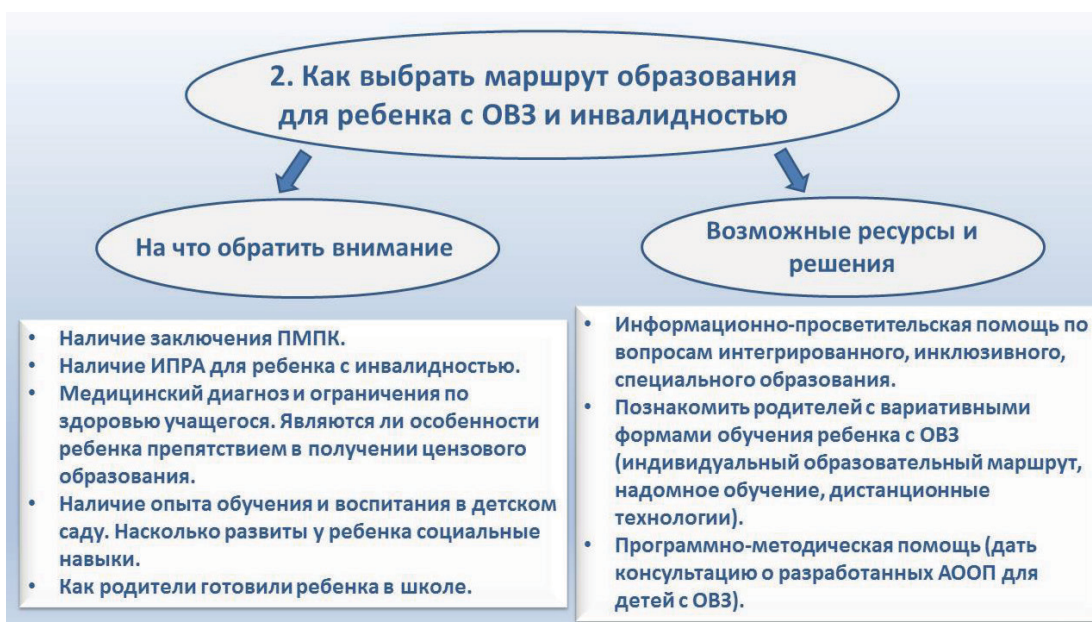 2. Как выбрать маршрут образования
для ребенка с ОВЗ и инвалидностью
На что обратить внимание
• Наличие заключения ПМПК.
• Наличие ИПРА для ребенка с инвалидностью.
• Медицинский диагноз и ограничения по
здоровью учащегося. Являются ли особенности
ребенка препятствием в получении цензового
образования.
• Наличие опыта обучения и воспитания в детском
саду. Насколько развиты у ребенка социальные
навыки.
• Как родители готовили ребенка в школе.
Возможные ресурсы и
решения
• Информационно-просветительская помощь по
вопросам интегрированного, инклюзивного,
специального образования.
• Познакомить родителей с вариативными
формами обучения ребенка с ОВЗ
(индивидуальный образовательный маршрут,
надомное обучение, дистанционные
технологии).
• Программно-методическая помощь (дать
консультацию о разработанных АООП для
детей с ОВЗ).